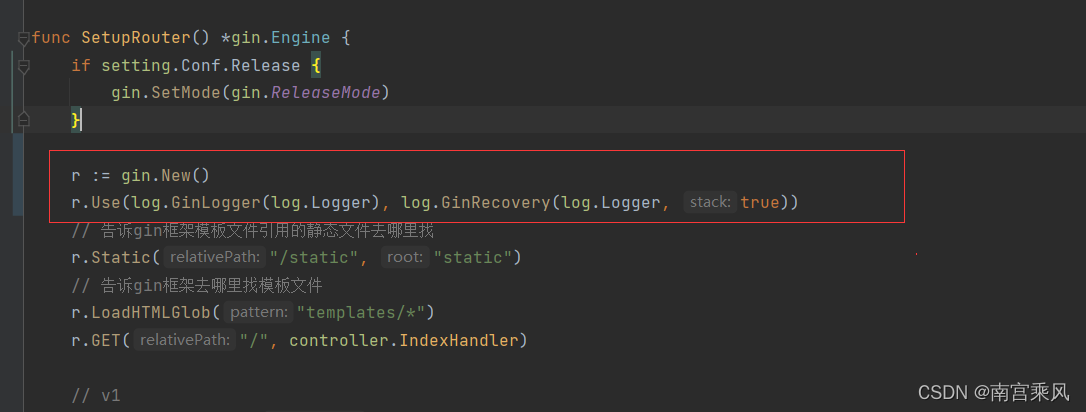 func SetupRouter() *gin.Engine {
if setting.Conf.Release {
gin.SetMode(gin.ReleaseMode)
}
r := gin.New()
r.Use(log.GinLogger(log.Logger), log.GinRecovery(log.Logger, stack: true))
// 告诉gin框架模板文件引用的静态文件去哪里找
r.Static( relativePath: "/static", root: "static")
// 告诉gin框架去哪里找模板文件
r.LoadHTMLGlob( pattern: "templates/*")
r.GET( relativePath: "/", controller.IndexHandler)
// v1
CSDN @南宫乘风